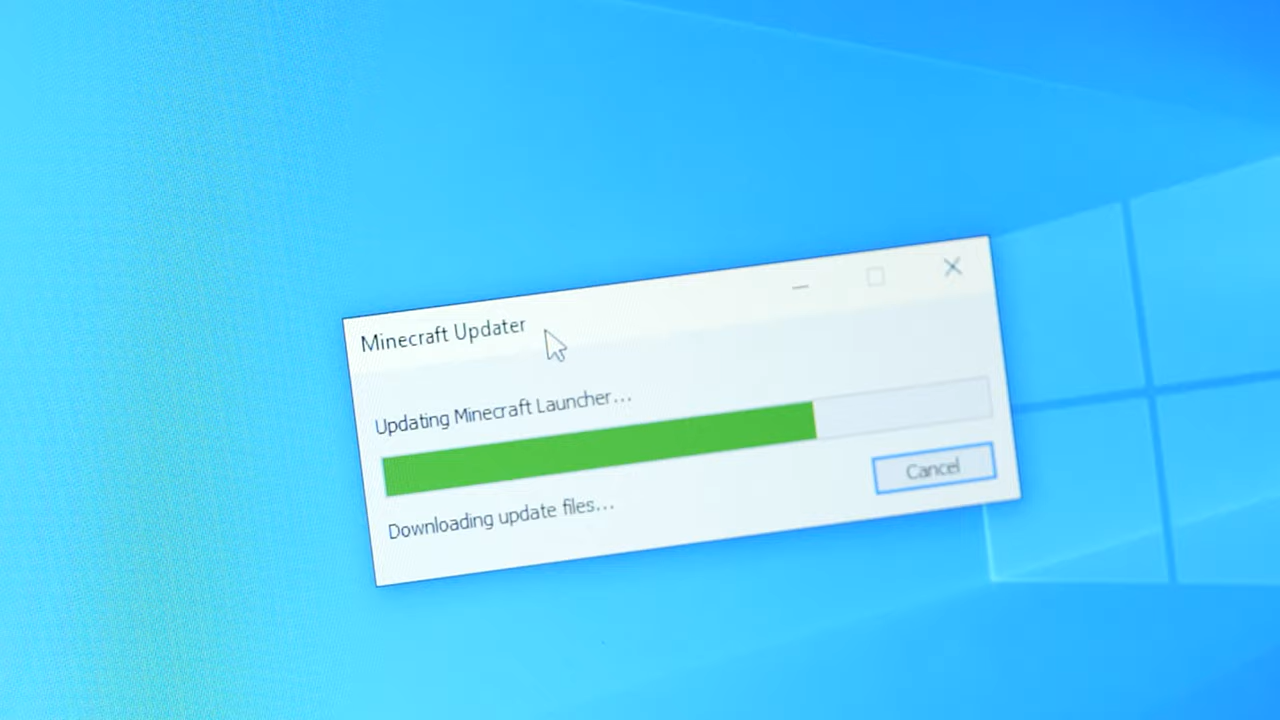 Minecraft Updater
Updating Minecraft Launcher...
Downloading update files...
Cancel